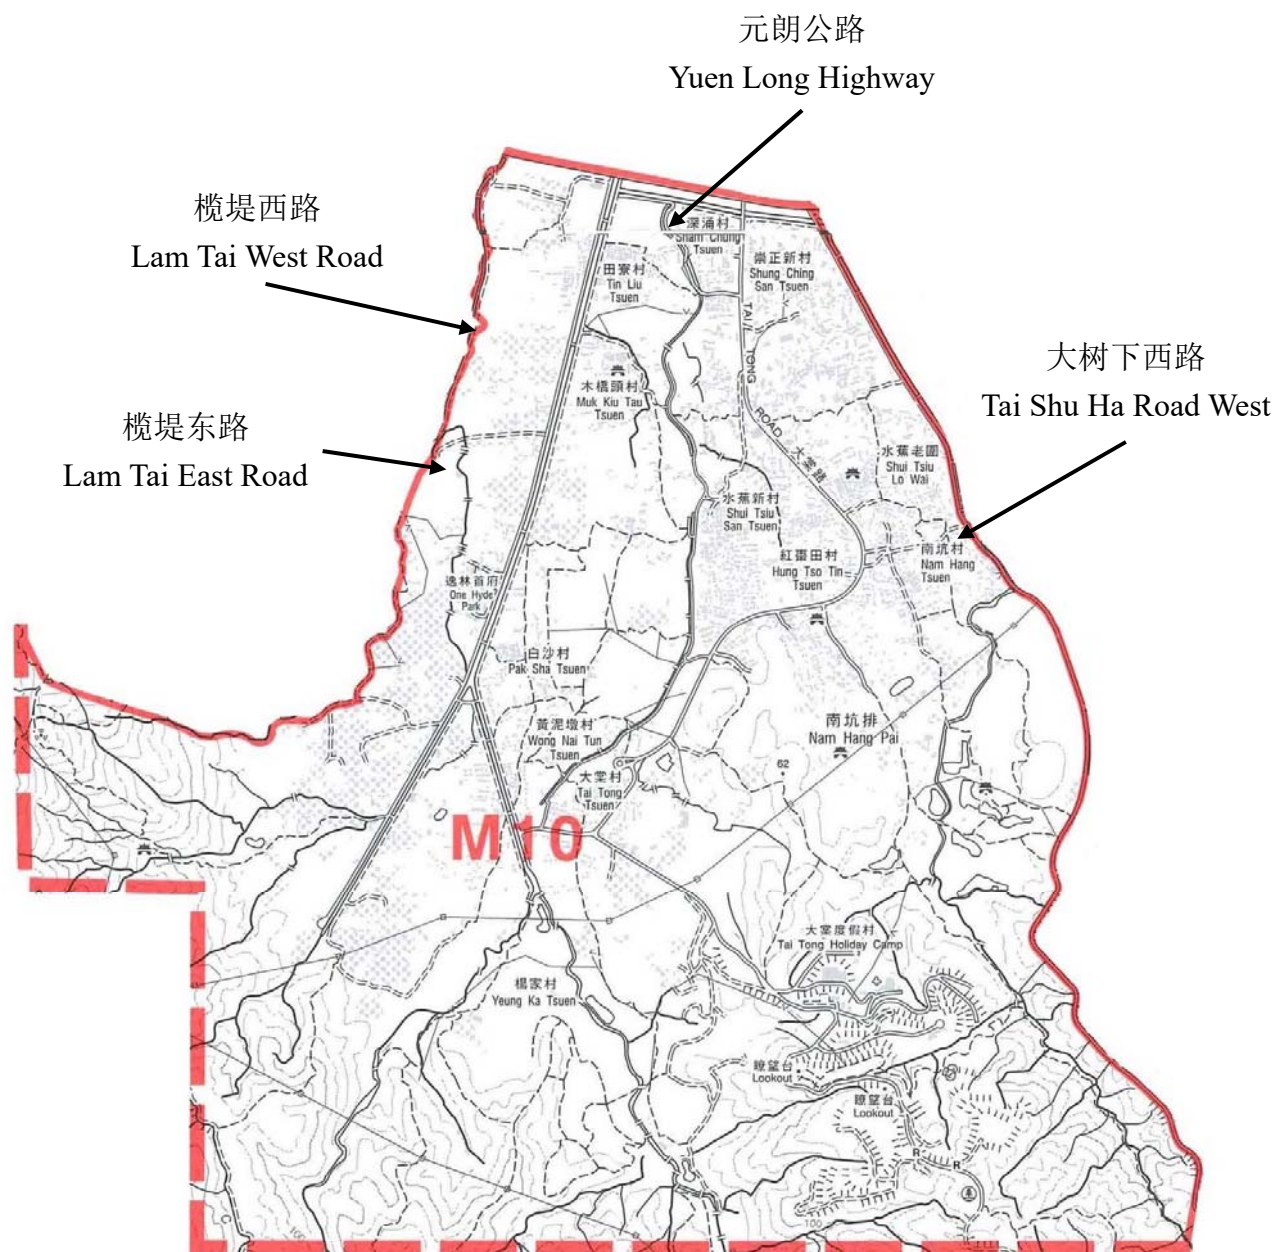 元朗公路
Yuen Long Highway
榄堤西路
Lam Tai West Road
深涌村
Sham Chung
Tsuen
崇正新村
Shung Ching
San Tsuen
田寮村
Tin Liu
Tsuen
TAI TONG ROAD 大棠路
大树下西路
Tai Shu Ha Road West
木橋頭村
Muk Kiu Tau
Tsuen
榄堤东路
Lam Tai East Road
水蕉老圍
Shui Tsiu
Lo Wai
水蕉新村
Shui Tsiu
San Tsuen
紅棗田村
Hung Tso Tin
Tsuen
南坑村
Nam Hang
Tsuen
逸林首府
One Hyde
Park
白沙村
Pak Sha Tsuen
黃泥墩村
Wong Nai Tun
Tsuen
南坑排
Nam Hang Pai
62
大棠村
Tai Tong
Tsuen
M10
大棠度假村
Tai Tong Holiday Camp
楊家村
Yeung Ka Tsuen
瞭望台
Lookout
瞭望台
Lookout
R
R
100
100